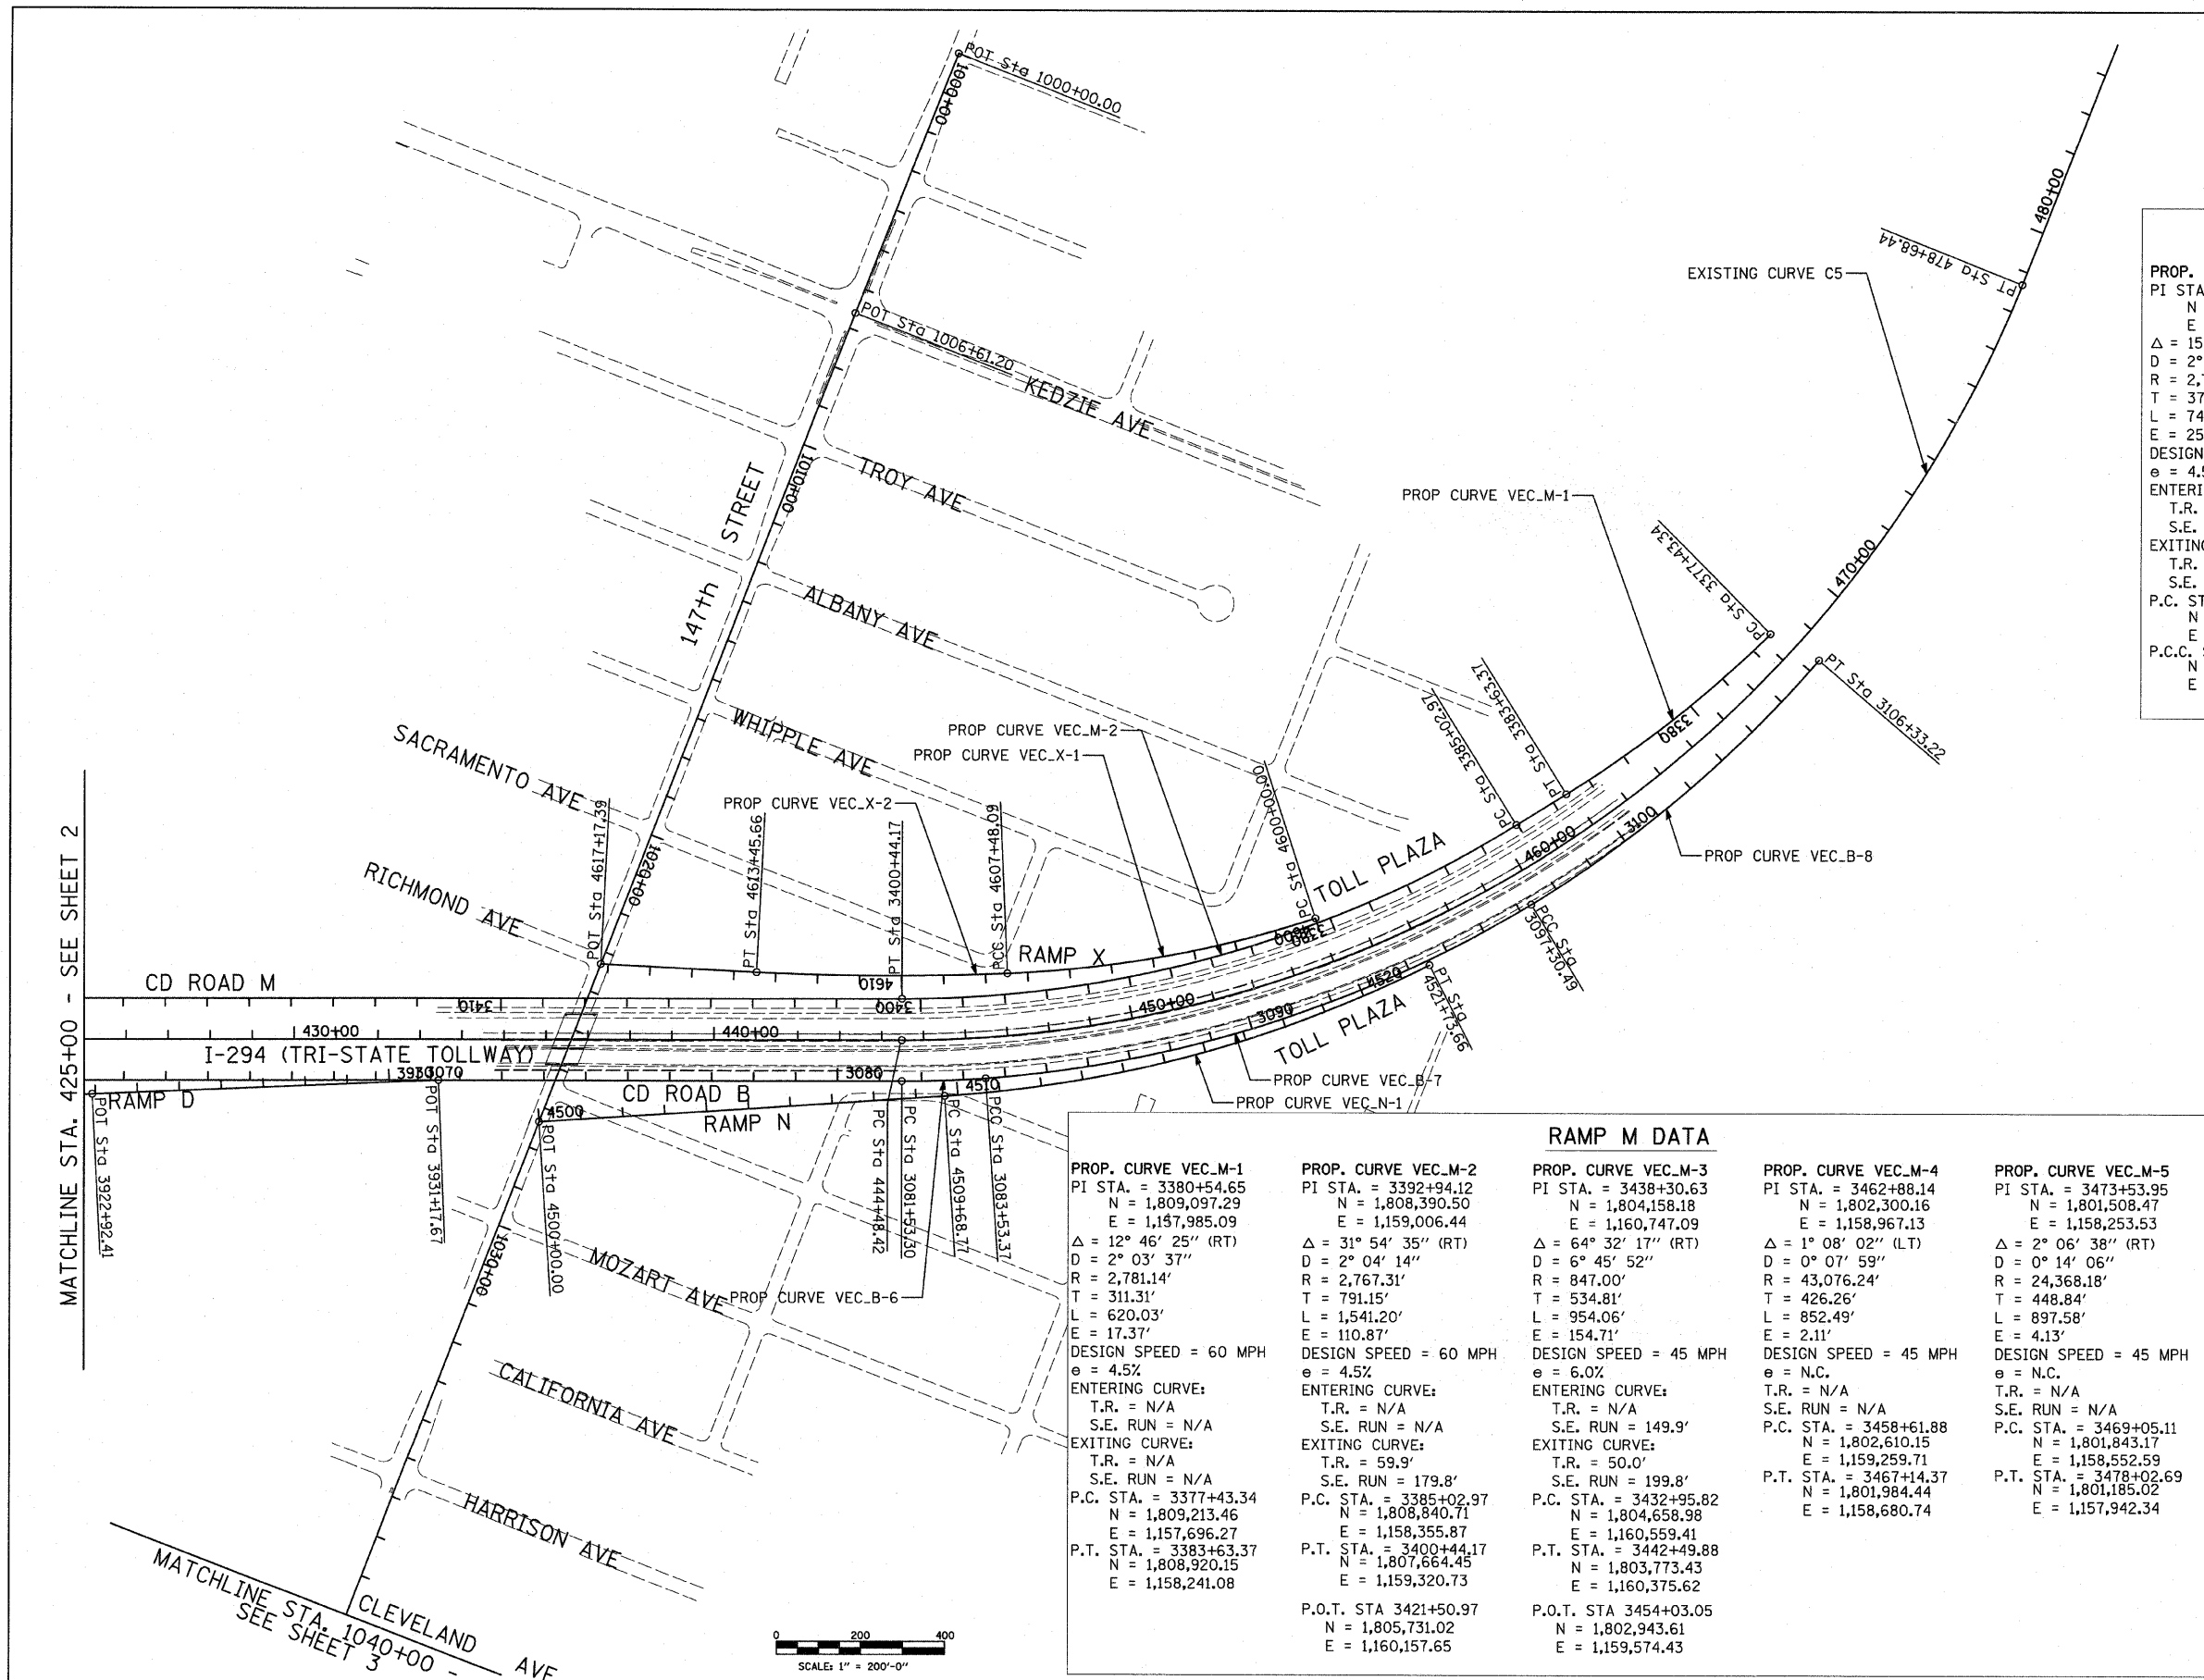 POT Sta 1000+00.00
1000+00
POT Sta 1006+61.20
KEDZIE AVE
1010+00
TROY AVE
147th STREET
ALBANY AVE
WHIPPLE AVE
SACRAMENTO AVE
RICHMOND AVE
1020+00
EXISTING CURVE C5
PT Sta 478+68.44
480+00
470+00
PROP CURVE VEC_M-1
PC Sta 3377+43.34
3380
PT Sta 3106+33.22
PROP CURVE VEC_M-2
PROP CURVE VEC_X-1
PROP CURVE VEC_X-2
PT Sta 3383+63.37
PC Sta 3385+02.97
PC Sta 4600+00.00
TOLL PLAZA
460+00
3100
PROP CURVE VEC_B-8
POT Sta 4617+17.39
PT Sta 4613+45.66
PT Sta 3400+44.17
PCC Sta 4607+48.09
RAMP X
4610
4600
3390
PCC Sta
3097+30.49
PT Sta
4521+73.66
4520
3090
TOLL PLAZA
450+00
CD ROAD M
3410
3400
430+00
440+00
I-294 (TRI-STATE TOLLWAY)
3930
3070
3080
4510
RAMP D
CD ROAD B
RAMP N
4500
PROP CURVE VEC_B-7
PROP CURVE VEC_N-1
MATCHLINE STA. 425+00 - SEE SHEET 2
POT Sta 3922+92.41
POT Sta 3931+17.67
POT Sta 4500+00.00
PC Sta 444+48.42
PC Sta 3081+53.30
PC Sta 4509+68.77
PCC Sta 3083+53.37
PROP CURVE VEC_B-6
1030+00
MOZART AVE
CALIFORNIA AVE
HARRISON AVE
CLEVELAND AVE
MATCHLINE STA. 1040+00 -
SEE SHEET 3
0 200 400
SCALE: 1" = 200'-0"
RAMP M DATA
PROP. CURVE VEC_M-1
PI STA. = 3380+54.65
N = 1,809,097.29
E = 1,157,985.09
Δ = 12° 46' 25" (RT)
D = 2° 03' 37"
R = 2,781.14'
T = 311.31'
L = 620.03'
E = 17.37'
DESIGN SPEED = 60 MPH
e = 4.5%
ENTERING CURVE:
T.R. = N/A
S.E. RUN = N/A
EXITING CURVE:
T.R. = N/A
S.E. RUN = N/A
P.C. STA. = 3377+43.34
N = 1,809,213.46
E = 1,157,696.27
P.T. STA. = 3383+63.37
N = 1,808,920.15
E = 1,158,241.08
PROP. CURVE VEC_M-2
PI STA. = 3392+94.12
N = 1,808,390.50
E = 1,159,006.44
Δ = 31° 54' 35" (RT)
D = 2° 04' 14"
R = 2,767.31'
T = 791.15'
L = 1,541.20'
E = 110.87'
DESIGN SPEED = 60 MPH
e = 4.5%
ENTERING CURVE:
T.R. = N/A
S.E. RUN = N/A
EXITING CURVE:
T.R. = 59.9'
S.E. RUN = 179.8'
P.C. STA. = 3385+02.97
N = 1,808,840.71
E = 1,158,355.87
P.T. STA. = 3400+44.17
N = 1,807,664.45
E = 1,159,320.73
P.O.T. STA 3421+50.97
N = 1,805,731.02
E = 1,160,157.65
PROP. CURVE VEC_M-3
PI STA. = 3438+30.63
N = 1,804,158.18
E = 1,160,747.09
Δ = 64° 32' 17" (RT)
D = 6° 45' 52"
R = 847.00'
T = 534.81'
L = 954.06'
E = 154.71'
DESIGN SPEED = 45 MPH
e = 6.0%
ENTERING CURVE:
T.R. = N/A
S.E. RUN = 149.9'
EXITING CURVE:
T.R. = 50.0'
S.E. RUN = 199.8'
P.C. STA. = 3432+95.82
N = 1,804,658.98
E = 1,160,559.41
P.T. STA. = 3442+49.88
N = 1,803,773.43
E = 1,160,375.62
P.O.T. STA 3454+03.05
N = 1,802,943.61
E = 1,159,574.43
PROP. CURVE VEC_M-4
PI STA. = 3462+88.14
N = 1,802,300.16
E = 1,158,967.13
Δ = 1° 08' 02" (LT)
D = 0° 07' 59"
R = 43,076.24'
T = 426.26'
L = 852.49'
E = 2.11'
DESIGN SPEED = 45 MPH
e = N.C.
T.R. = N/A
S.E. RUN = N/A
P.C. STA. = 3458+61.88
N = 1,802,610.15
E = 1,159,259.71
P.T. STA. = 3467+14.37
N = 1,801,984.44
E = 1,158,680.74
PROP. CURVE VEC_M-5
PI STA. = 3473+53.95
N = 1,801,508.47
E = 1,158,253.53
Δ = 2° 06' 38" (RT)
D = 0° 14' 06"
R = 24,368.18'
T = 448.84'
L = 897.58'
E = 4.13'
DESIGN SPEED = 45 MPH
e = N.C.
T.R. = N/A
S.E. RUN = N/A
P.C. STA. = 3469+05.11
N = 1,801,843.17
E = 1,158,552.59
P.T. STA. = 3478+02.69
N = 1,801,185.02
E = 1,157,942.34
PROP.
PI STA
N
E
Δ = 15
D = 2°
R = 2,
T = 37
L = 74
E = 25
DESIGN
e = 4.
ENTERI
T.R.
S.E.
EXITING
T.R.
S.E.
P.C. ST
N
E
P.C.C.
N
E